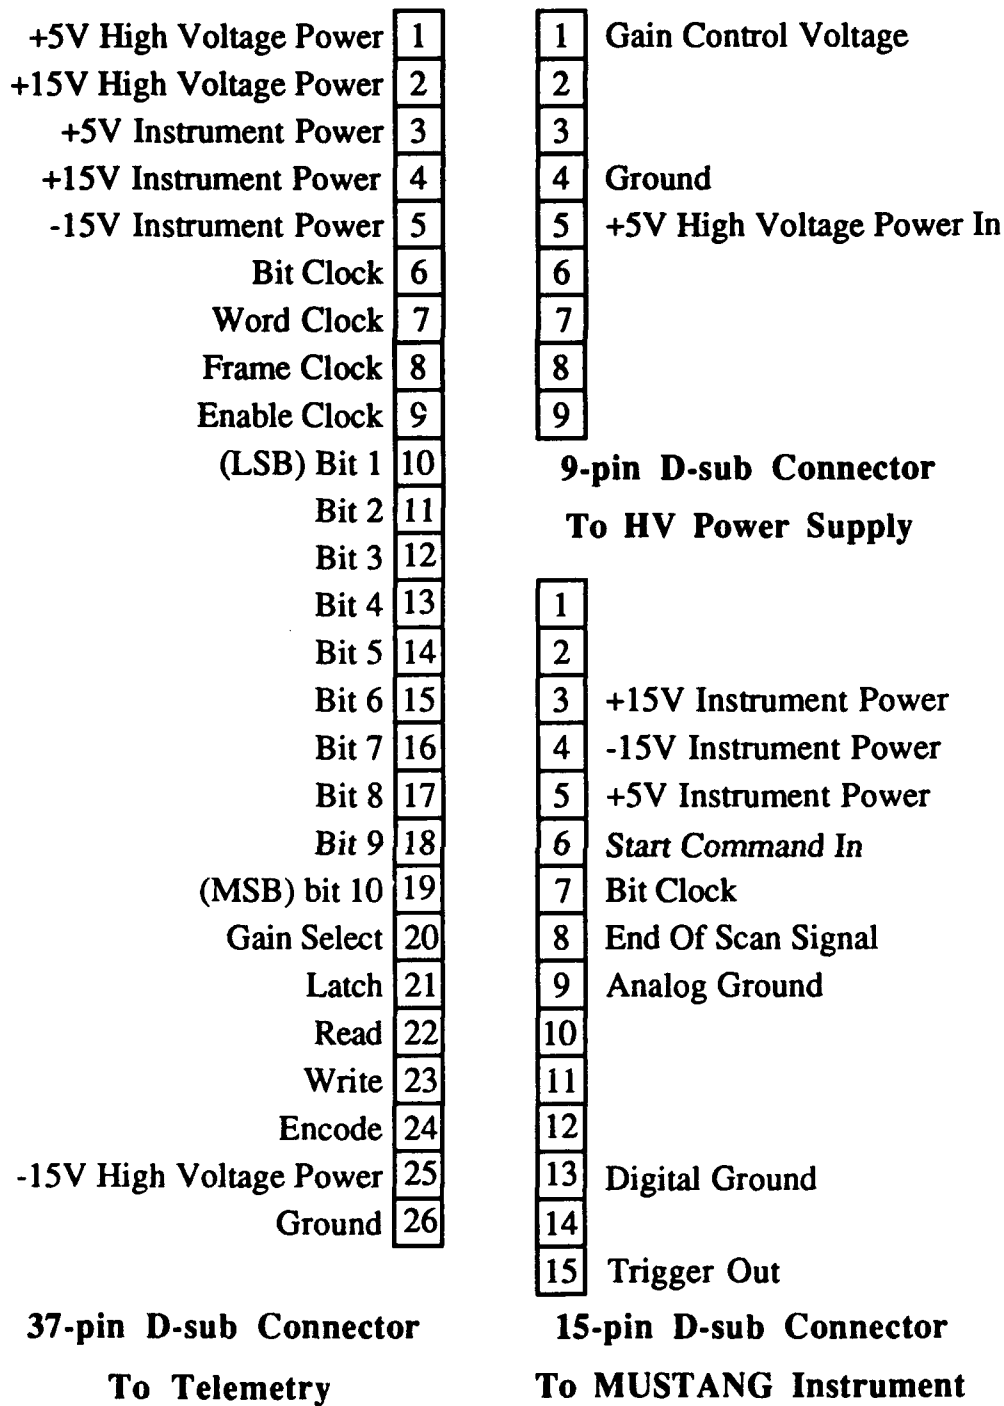 +5V High Voltage Power 1
+15V High Voltage Power 2
+5V Instrument Power 3
+15V Instrument Power 4
-15V Instrument Power 5
Bit Clock 6
Word Clock 7
Frame Clock 8
Enable Clock 9
(LSB) Bit 1 10
Bit 2 11
Bit 3 12
Bit 4 13
Bit 5 14
Bit 6 15
Bit 7 16
Bit 8 17
Bit 9 18
(MSB) bit 10 19
Gain Select 20
Latch 21
Read 22
Write 23
Encode 24
-15V High Voltage Power 25
Ground 26
37-pin D-sub Connector
To Telemetry
1 Gain Control Voltage
2
3
4 Ground
5 +5V High Voltage Power In
6
7
8
9
9-pin D-sub Connector
To HV Power Supply
1
2
3 +15V Instrument Power
4 -15V Instrument Power
5 +5V Instrument Power
6 Start Command In
7 Bit Clock
8 End Of Scan Signal
9 Analog Ground
10
11
12
13 Digital Ground
14
15 Trigger Out
15-pin D-sub Connector
To MUSTANG Instrument